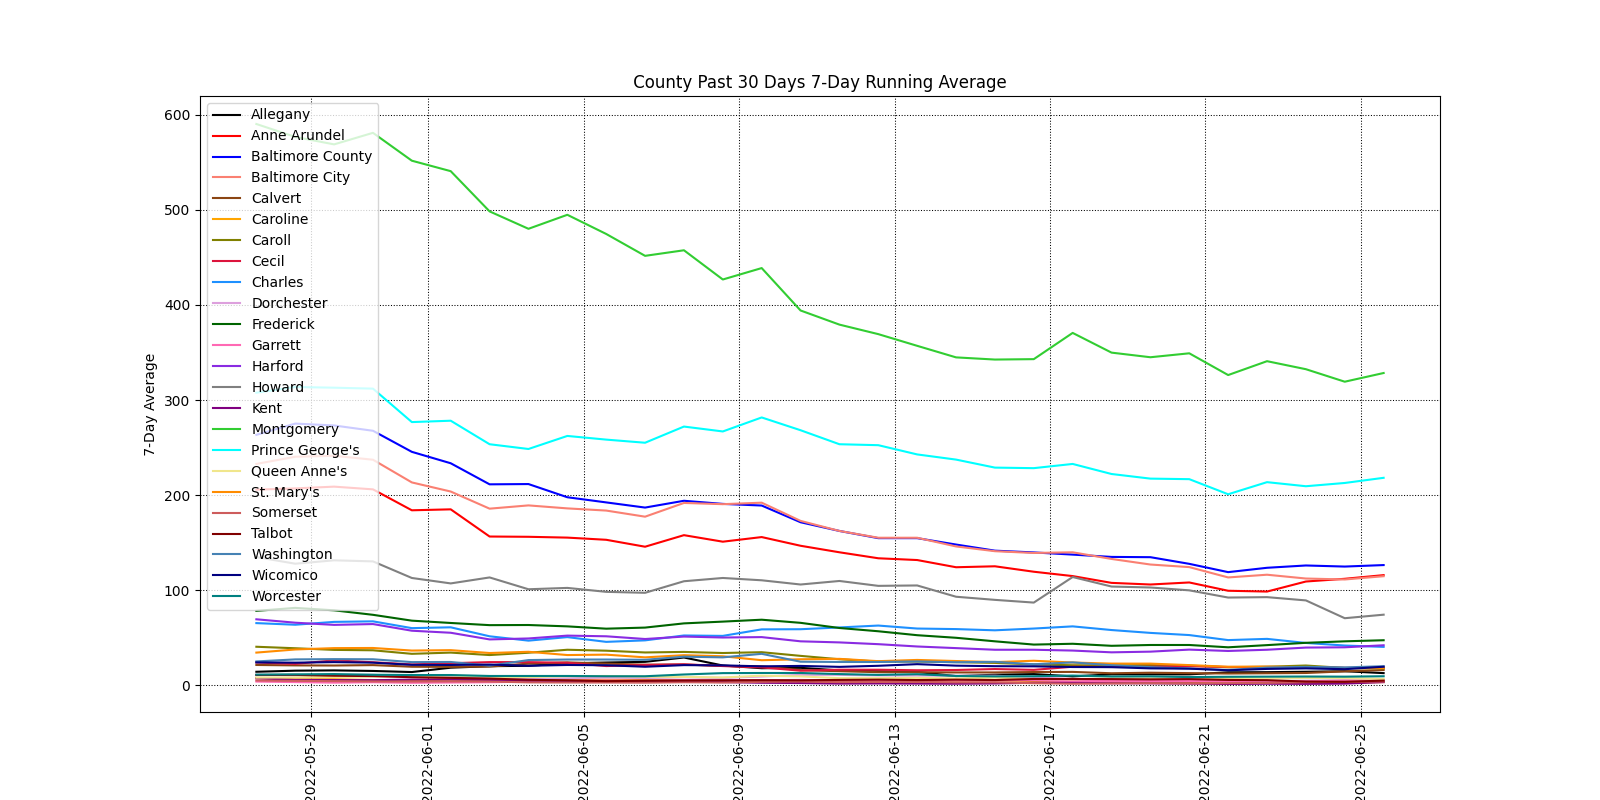 County Past 30 Days 7-Day Running Average
7-Day Average
600
500
400
300
200
100
0
Allegany
Anne Arundel
Baltimore County
Baltimore City
Calvert
Caroline
Caroll
Cecil
Charles
Dorchester
Frederick
Garrett
Harford
Howard
Kent
Montgomery
Prince George's
Queen Anne's
St. Mary's
Somerset
Talbot
Washington
Wicomico
Worcester
2022-05-29
2022-06-01
2022-06-05
2022-06-09
2022-06-13
2022-06-17
2022-06-21
2022-06-25